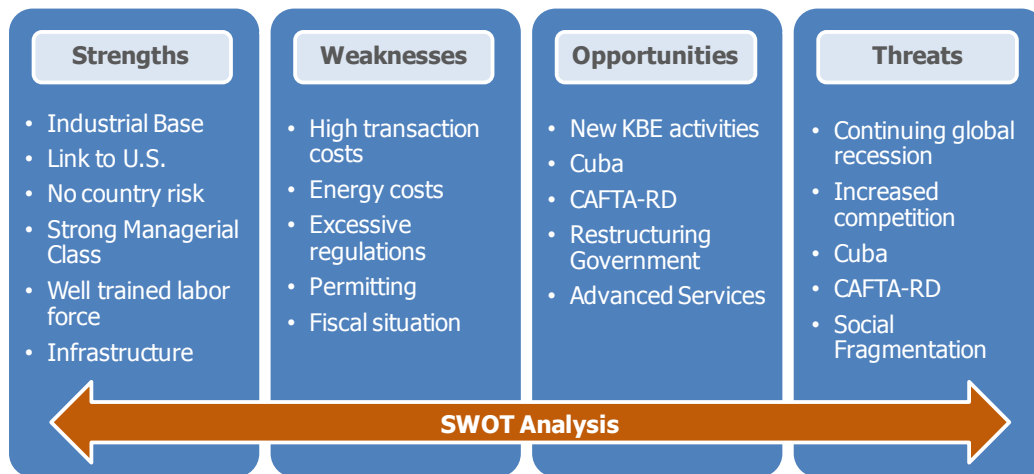 Strengths
• Industrial Base
• Link to U.S.
• No country risk
• Strong Managerial
Class
• Well trained labor
force
• Infrastructure
Weaknesses
• High transaction
costs
• Energy costs
• Excessive
regulations
• Permitting
• Fiscal situation
Opportunities
• New KBE activities
• Cuba
• CAFTA-RD
• Restructuring
Government
• Advanced Services
Threats
• Continuing global
recession
• Increased
competition
• Cuba
• CAFTA-RD
• Social
Fragmentation
SWOT Analysis